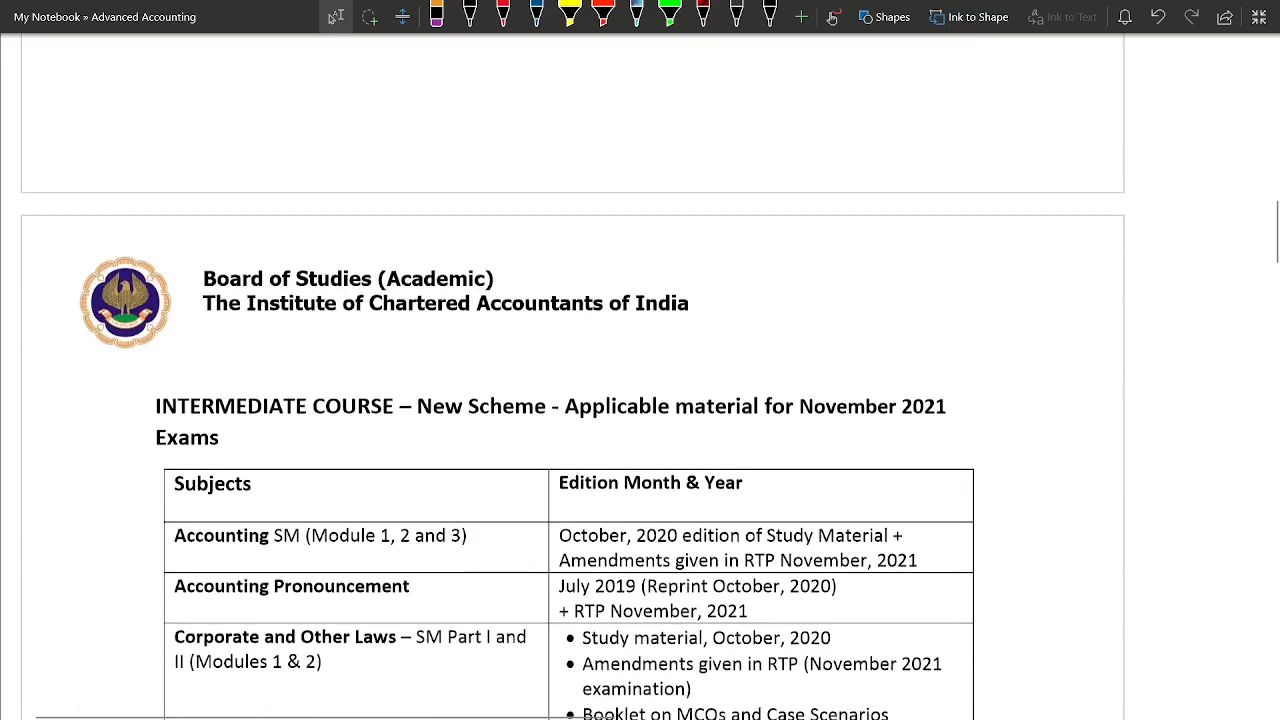 My Notebook » Advanced Accounting
Shapes
Ink to Shape
Ink to Text
Board of Studies (Academic)
The Institute of Chartered Accountants of India
INTERMEDIATE COURSE – New Scheme - Applicable material for November 2021
Exams
Subjects
Edition Month & Year
Accounting SM (Module 1, 2 and 3)
October, 2020 edition of Study Material +
Amendments given in RTP November, 2021
Accounting Pronouncement
July 2019 (Reprint October, 2020)
+ RTP November, 2021
Corporate and Other Laws – SM Part I and
II (Modules 1 & 2)
• Study material, October, 2020
• Amendments given in RTP (November 2021
examination)
• Booklet on MCQs and Case Scenarios